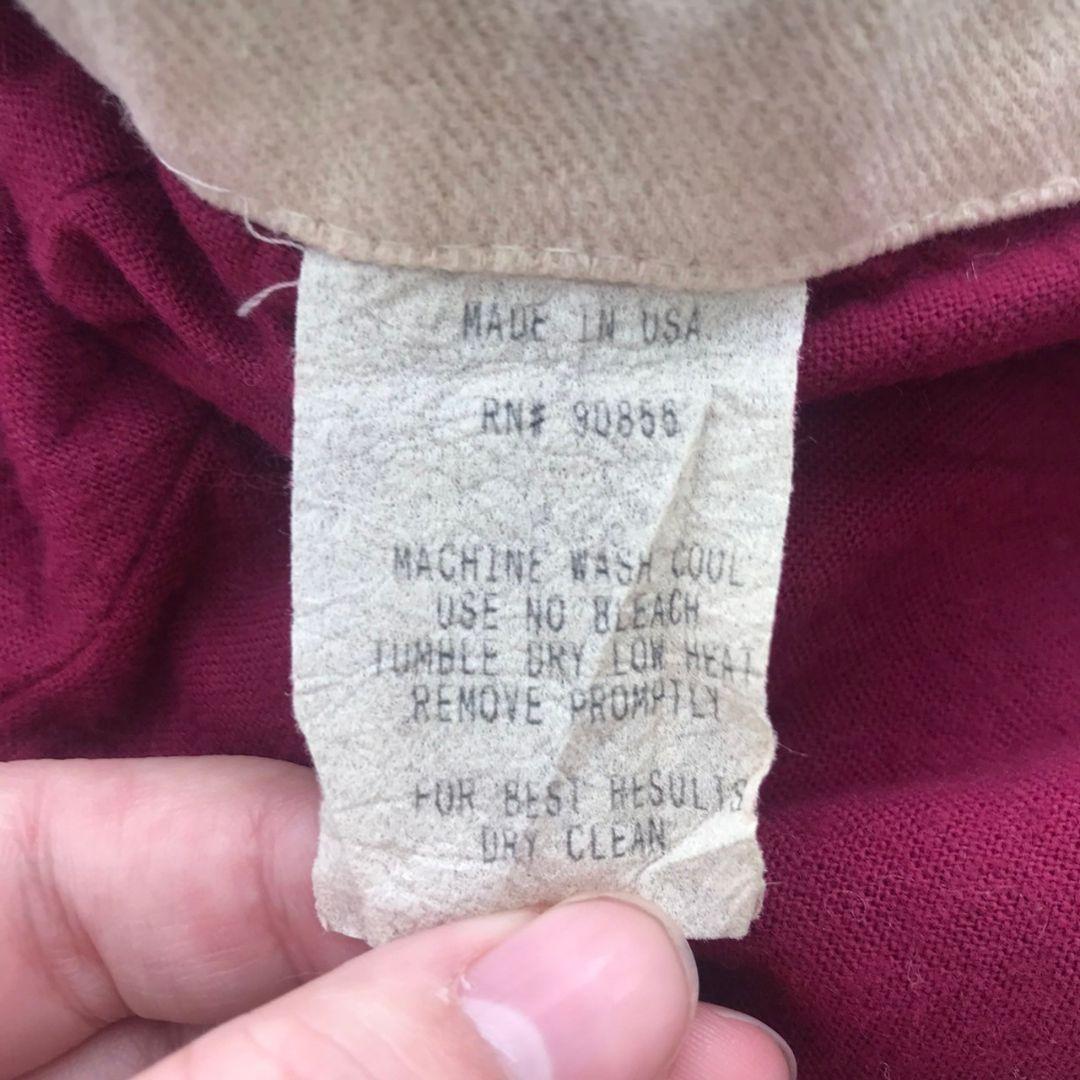 MADE IN USA
RN# 90856
MACHINE WASH COOL
USE NO BLEACH
TUMBLE DRY LOW HEAT
REMOVE PROMPTLY
FOR BEST RESULTS
DRY CLEAN